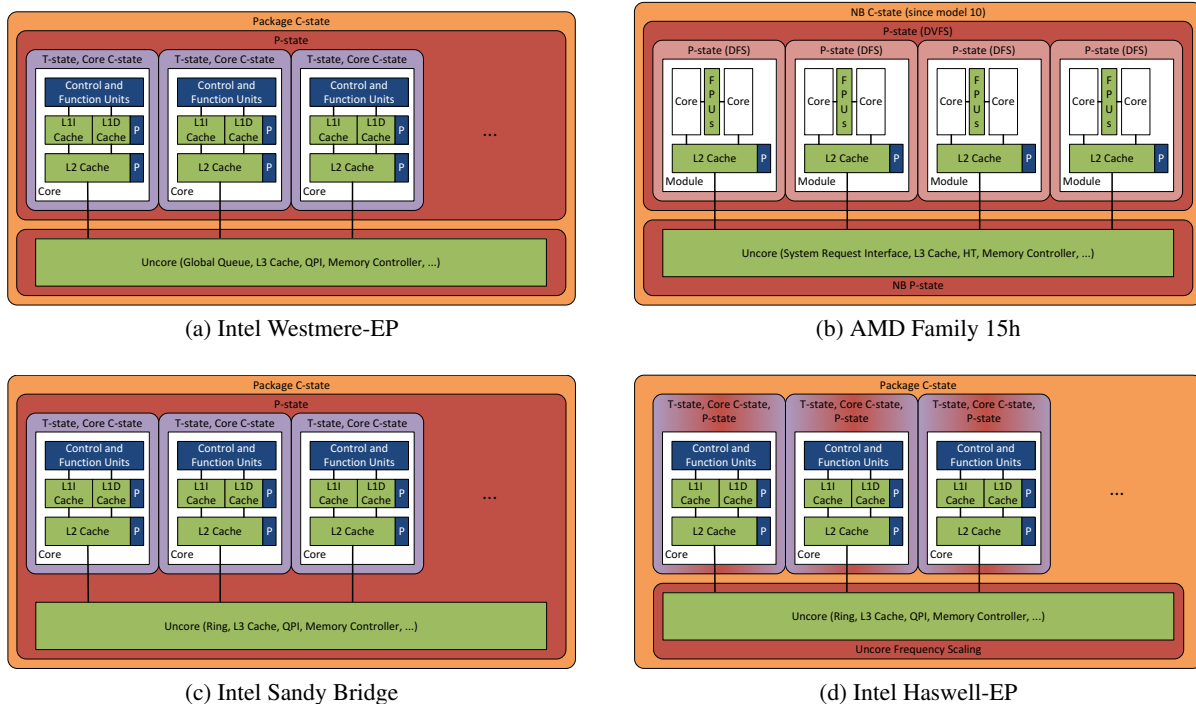 Package C-state
P-state
T-state, Core C-state
T-state, Core C-state
T-state, Core C-state
Control and
Function Units
L1I
Cache
L1D
Cache
P
L2 Cache
P
Core
Control and
Function Units
L1I
Cache
L1D
Cache
P
L2 Cache
P
Core
Control and
Function Units
L1I
Cache
L1D
Cache
P
L2 Cache
P
Core
...
Uncore (Global Queue, L3 Cache, QPI, Memory Controller, ...)
(a) Intel Westmere-EP
NB C-state (since model 10)
P-state (DVFS)
P-state (DFS)
P-state (DFS)
P-state (DFS)
P-state (DFS)
Core
FPUs
Core
L2 Cache
P
Module
Core
FPUs
Core
L2 Cache
P
Module
Core
FPUs
Core
L2 Cache
P
Module
Core
FPUs
Core
L2 Cache
P
Module
Uncore (System Request Interface, L3 Cache, HT, Memory Controller, ...)
NB P-state
(b) AMD Family 15h
Package C-state
P-state
T-state, Core C-state
T-state, Core C-state
T-state, Core C-state
Control and
Function Units
L1I
Cache
L1D
Cache
P
L2 Cache
P
Core
Control and
Function Units
L1I
Cache
L1D
Cache
P
L2 Cache
P
Core
Control and
Function Units
L1I
Cache
L1D
Cache
P
L2 Cache
P
Core
...
Uncore (Ring, L3 Cache, QPI, Memory Controller, ...)
(c) Intel Sandy Bridge
Package C-state
T-state, Core C-state,
P-state
T-state, Core C-state,
P-state
T-state, Core C-state,
P-state
Control and
Function Units
L1I
Cache
L1D
Cache
P
L2 Cache
P
Core
Control and
Function Units
L1I
Cache
L1D
Cache
P
L2 Cache
P
Core
Control and
Function Units
L1I
Cache
L1D
Cache
P
L2 Cache
P
Core
...
Uncore (Ring, L3 Cache, QPI, Memory Controller, ...)
Uncore Frequency Scaling
(d) Intel Haswell-EP